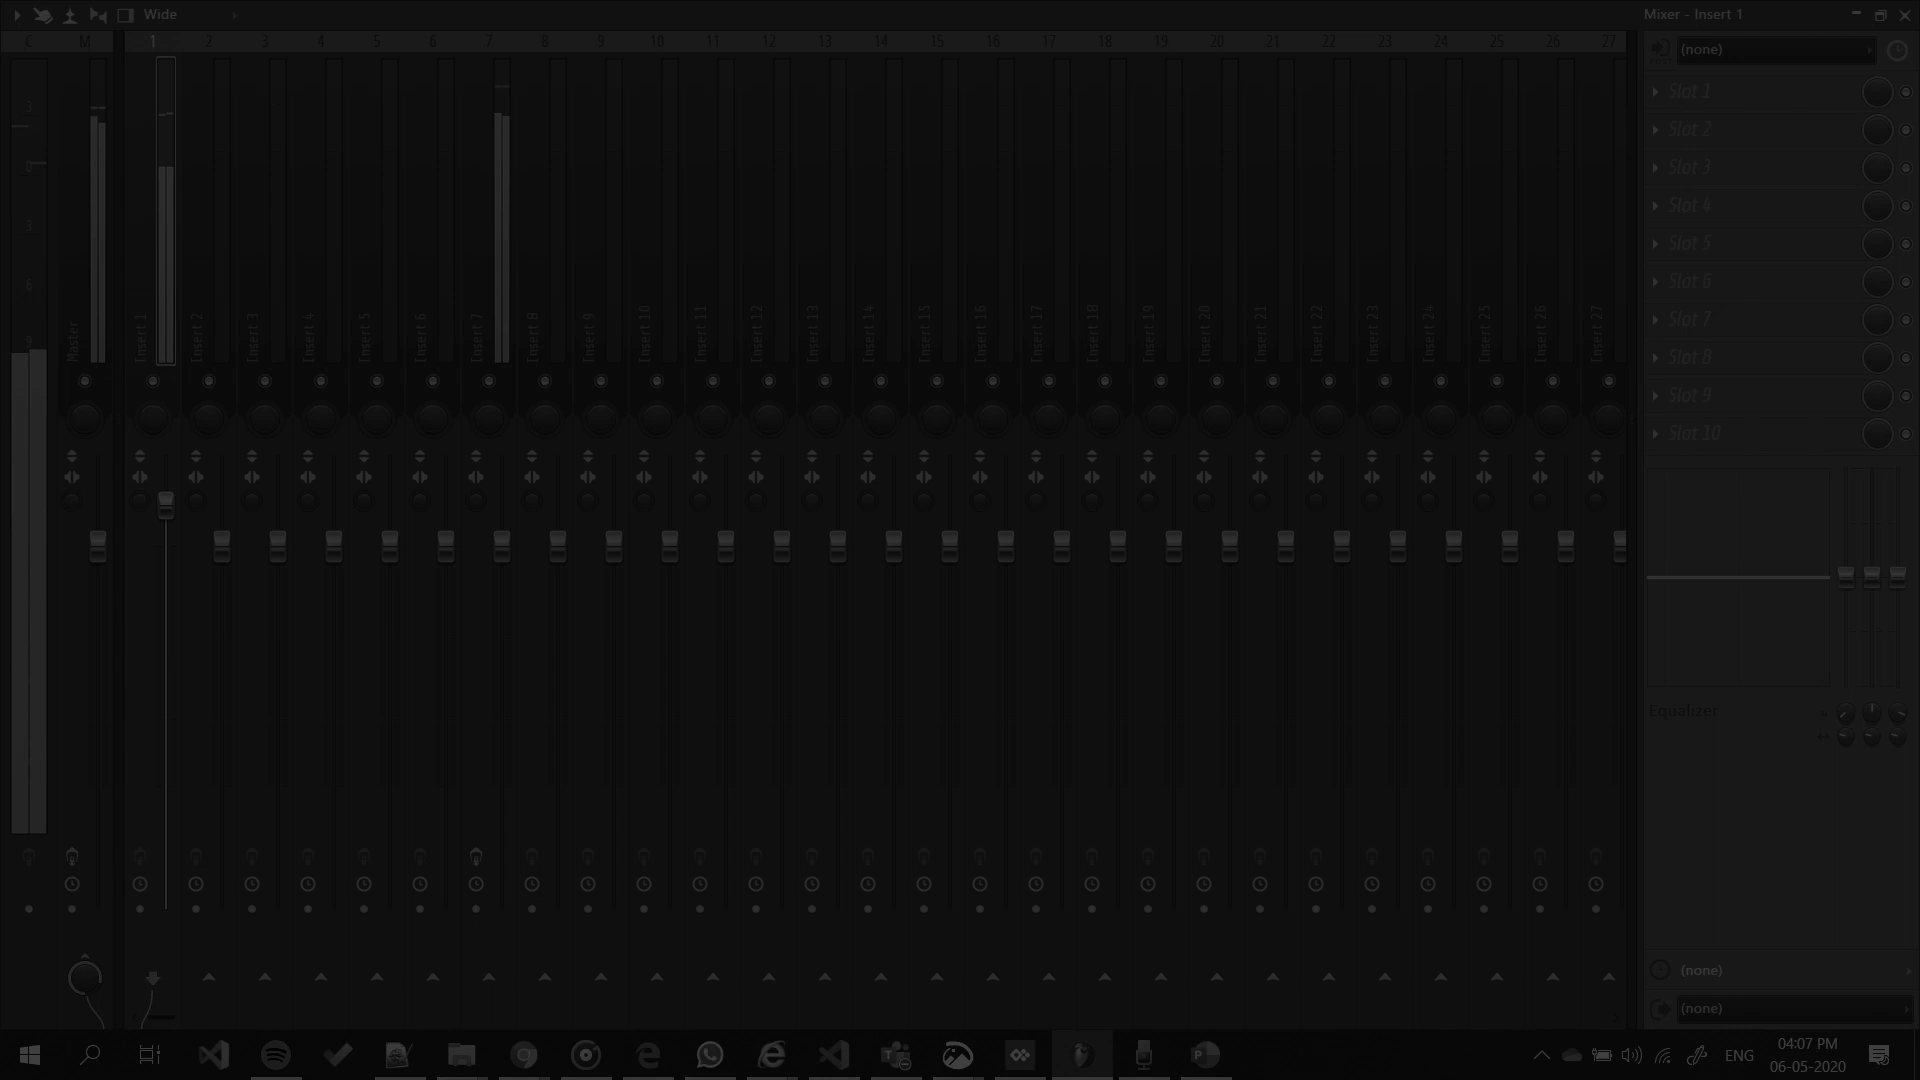 Wide
Mixer - Insert 1
C M 1 2 3 4 5 6 7 8 9 10 11 12 13 14 15 16 17 18 19 20 21 22 23 24 25 26 27
(none)
3
0
3
6
9
Slot 1
Slot 2
Slot 3
Slot 4
Slot 5
Slot 6
Slot 7
Slot 8
Slot 9
Slot 10
Master
Insert 1
Insert 2
Insert 3
Insert 4
Insert 5
Insert 6
Insert 7
Insert 8
Insert 9
Insert 10
Insert 11
Insert 12
Insert 13
Insert 14
Insert 15
Insert 16
Insert 17
Insert 18
Insert 19
Insert 20
Insert 21
Insert 22
Insert 23
Insert 24
Insert 25
Insert 26
Insert 27
Equalizer
(none)
(none)
ENG
04:07 PM
06-05-2020